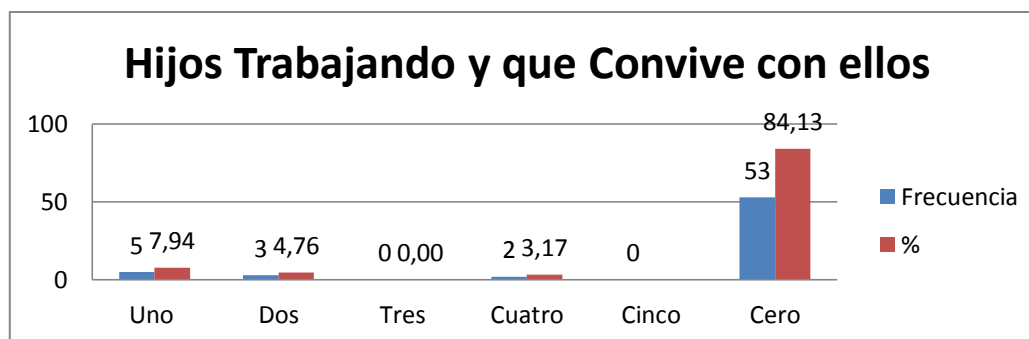 Hijos Trabajando y que Convive con ellos
100
50
0
5 7,94
3 4,76
0 0,00
2 3,17
0
53
84,13
Uno
Dos
Tres
Cuatro
Cinco
Cero
Frecuencia
%